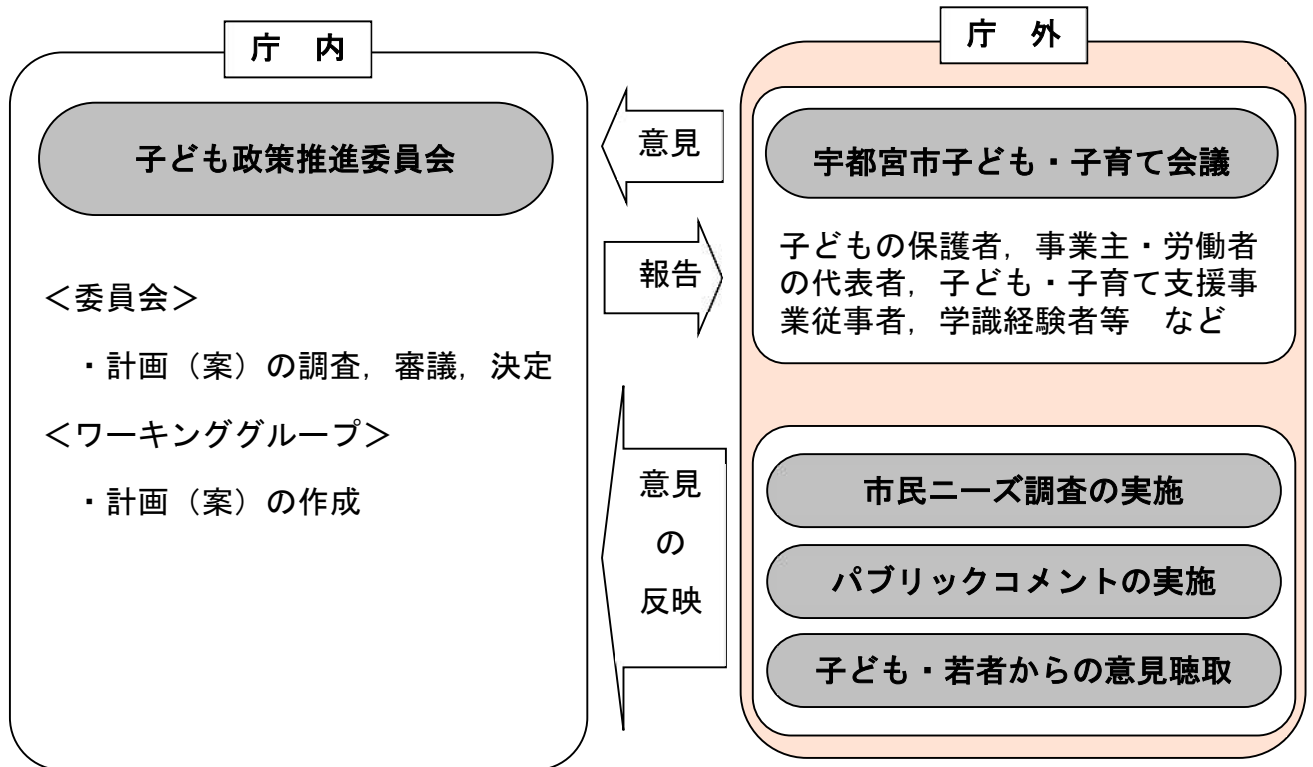 庁　内
子ども政策推進委員会
＜委員会＞
・計画（案）の調査，審議，決定
＜ワーキンググループ＞
・計画（案）の作成
意見
報告
意見
の
反映
庁　外
宇都宮市子ども・子育て会議
子どもの保護者，事業主・労働者
の代表者，子ども・子育て支援事
業従事者，学識経験者等　など
市民ニーズ調査の実施
パブリックコメントの実施
子ども・若者からの意見聴取